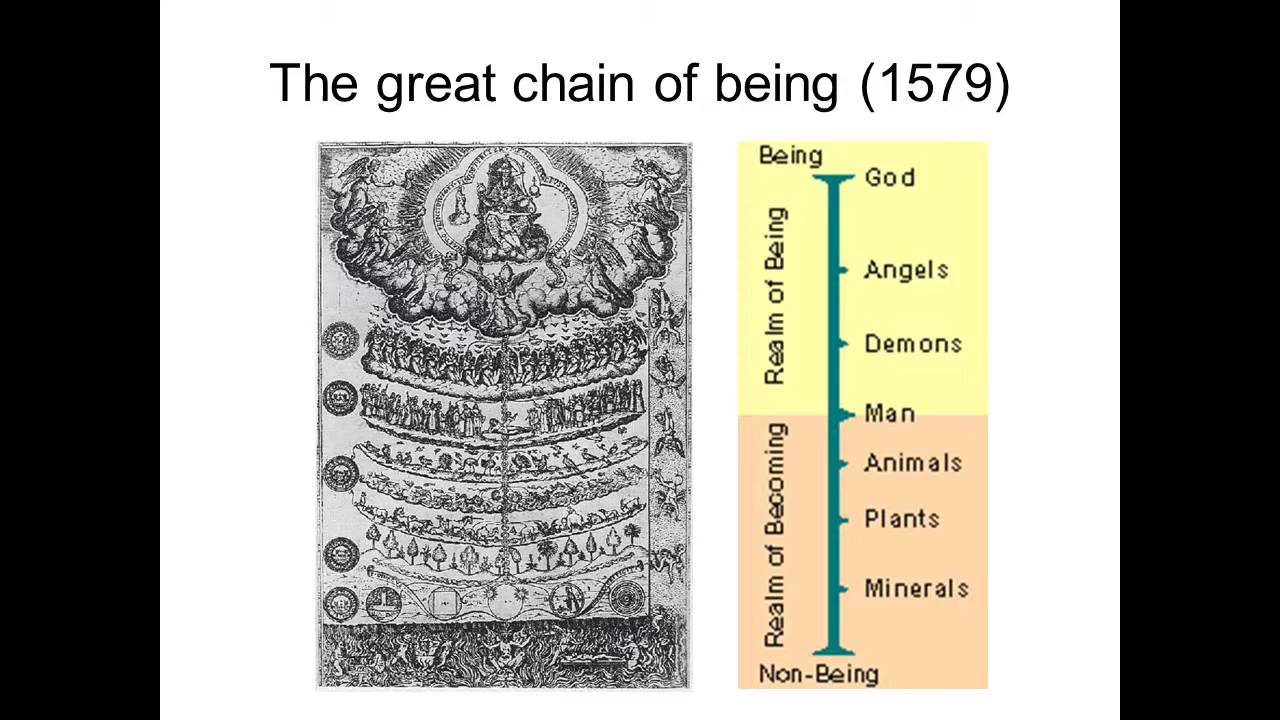 The great chain of being (1579)
Being
God
Realm of Being
Angels
Demons
Man
Realm of Becoming
Animals
Plants
Minerals
Non-Being